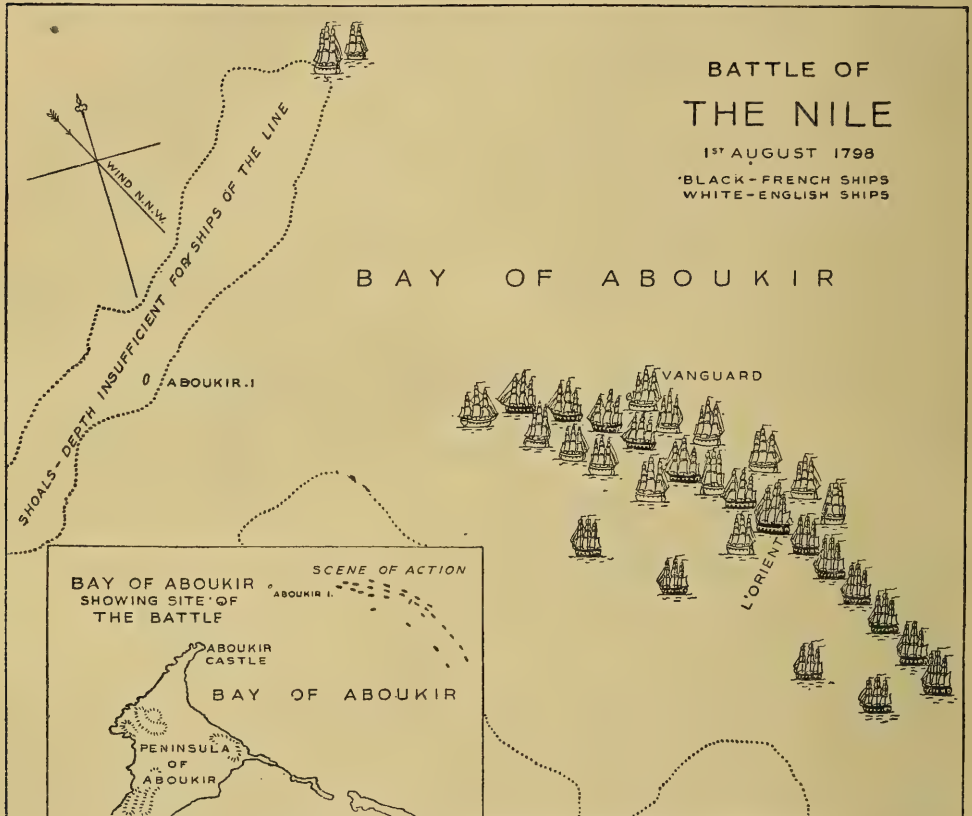 BATTLE OF
THE NILE
1ST AUGUST 1798
BLACK-FRENCH SHIPS
WHITE-ENGLISH SHIPS
WIND N.N.W.
SHOALS-DEPTH INSUFFICIENT FOR SHIPS OF THE LINE
BAY OF ABOUKIR
ABOUKIR.I
VANGUARD
L'ORIENT
BAY OF ABOUKIR
SHOWING SITE OF
THE BATTLE
SCENE OF ACTION
ABOUKIR I.
ABOUKIR
CASTLE
BAY OF ABOUKIR
PENINSULA
OF
ABOUKIR